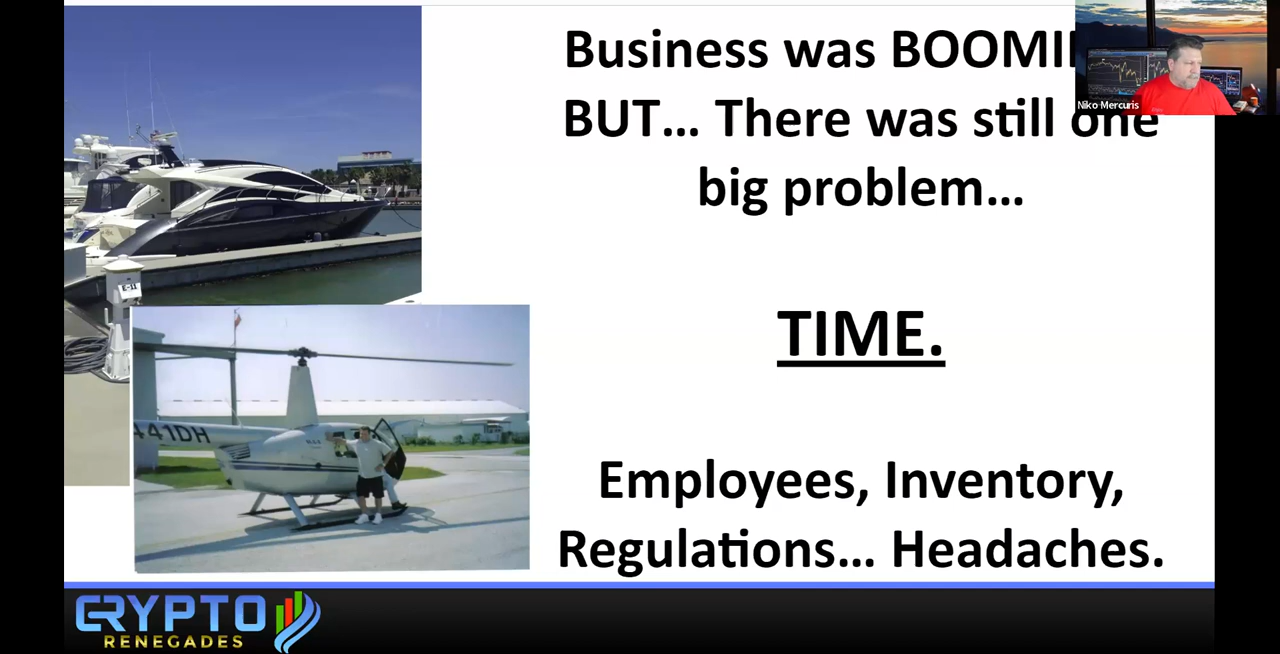 Business was BOOMI
BUT... There was still one
big problem...
Niko Mercuris
TIME.
Employees, Inventory,
Regulations... Headaches.
E-11
441DH
CRYPTO
RENEGADES